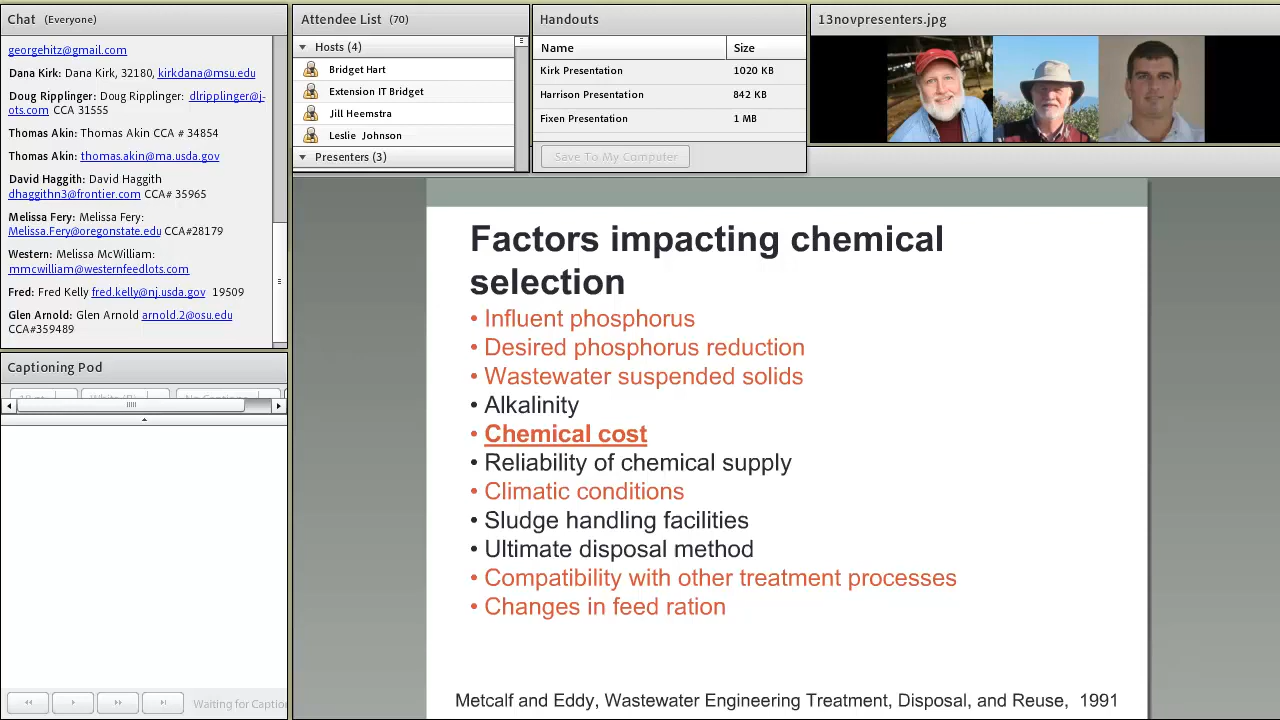 Chat (Everyone)
georgehitz@gmail.com
Dana Kirk: Dana Kirk, 32180, kirkdana@msu.edu
Doug Ripplinger: Doug Ripplinger: dlripplinger@j-
ots.com CCA 31555
Thomas Akin: Thomas Akin CCA # 34854
Thomas Akin: thomas.akin@ma.usda.gov
David Haggith: David Haggith
dhaggithn3@frontier.com CCA# 35965
Melissa Fery: Melissa Fery:
Melissa.Fery@oregonstate.edu CCA#28179
Western: Melissa McWilliam:
mmcwilliam@westernfeedlots.com
Fred: Fred Kelly fred.kelly@nj.usda.gov 19509
Glen Arnold: Glen Arnold arnold.2@osu.edu
CCA#359489
Captioning Pod
Waiting for Captio
Attendee List (70)
Hosts (4)
Bridget Hart
Extension IT Bridget
Jill Heemstra
Leslie Johnson
Presenters (3)
Handouts
Name Size
Kirk Presentation 1020 KB
Harrison Presentation 842 KB
Fixen Presentation 1 MB
Save To My Computer
13novpresenters.jpg
Factors impacting chemical
selection
• Influent phosphorus
• Desired phosphorus reduction
• Wastewater suspended solids
• Alkalinity
• Chemical cost
• Reliability of chemical supply
• Climatic conditions
• Sludge handling facilities
• Ultimate disposal method
• Compatibility with other treatment processes
• Changes in feed ration
Metcalf and Eddy, Wastewater Engineering Treatment, Disposal, and Reuse, 1991